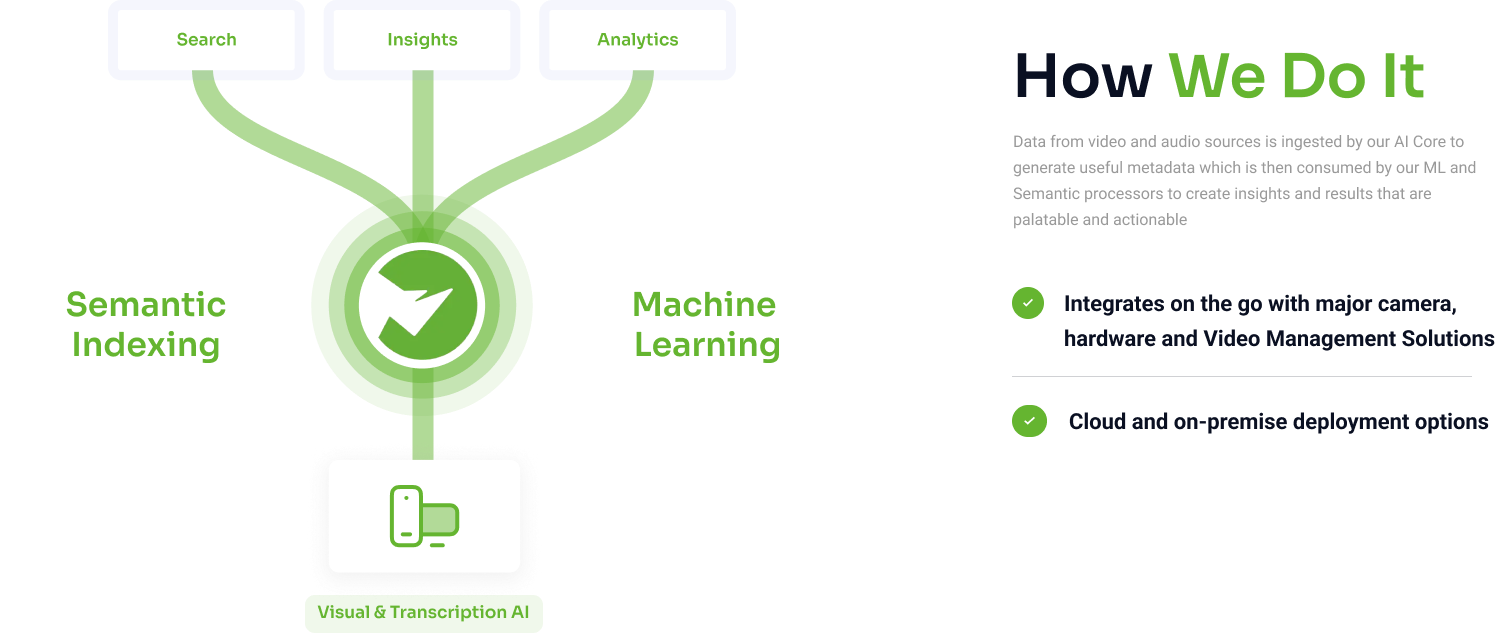 Search
Insights
Analytics
Semantic
Indexing
Machine
Learning
Visual & Transcription AI
How We Do It
Data from video and audio sources is ingested by our AI Core to
generate useful metadata which is then consumed by our ML and
Semantic processors to create insights and results that are
palatable and actionable
Integrates on the go with major camera,
hardware and Video Management Solutions
Cloud and on-premise deployment options